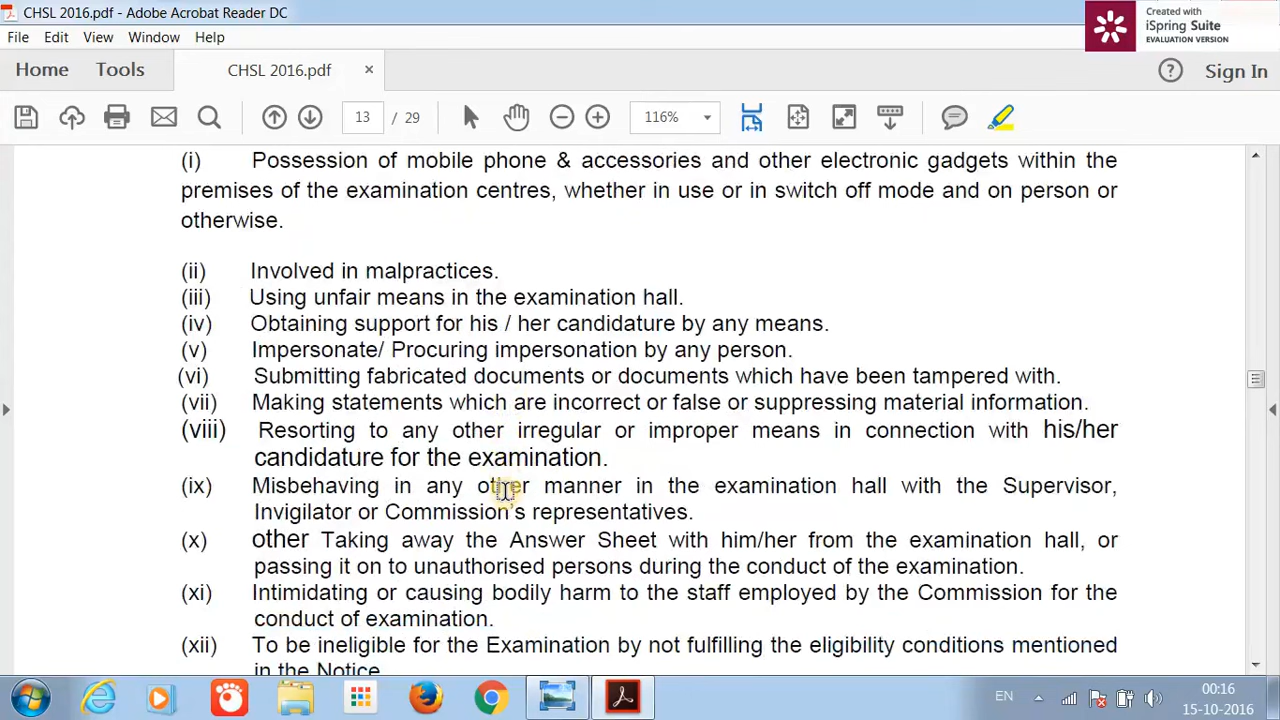 CHSL 2016.pdf - Adobe Acrobat Reader DC
Created with
iSpring Suite
EVALUATION VERSION
File Edit View Window Help
Home Tools CHSL 2016.pdf × Sign In
13 / 29 116%
(i) Possession of mobile phone & accessories and other electronic gadgets within the
premises of the examination centres, whether in use or in switch off mode and on person or
otherwise.
(ii) Involved in malpractices.
(iii) Using unfair means in the examination hall.
(iv) Obtaining support for his / her candidature by any means.
(v) Impersonate/ Procuring impersonation by any person.
(vi) Submitting fabricated documents or documents which have been tampered with.
(vii) Making statements which are incorrect or false or suppressing material information.
(viii) Resorting to any other irregular or improper means in connection with his/her
candidature for the examination.
(ix) Misbehaving in any other manner in the examination hall with the Supervisor,
Invigilator or Commission's representatives.
(x) other Taking away the Answer Sheet with him/her from the examination hall, or
passing it on to unauthorised persons during the conduct of the examination.
(xi) Intimidating or causing bodily harm to the staff employed by the Commission for the
conduct of examination.
(xii) To be ineligible for the Examination by not fulfilling the eligibility conditions mentioned
in the Notice
EN 00:16
15-10-2016